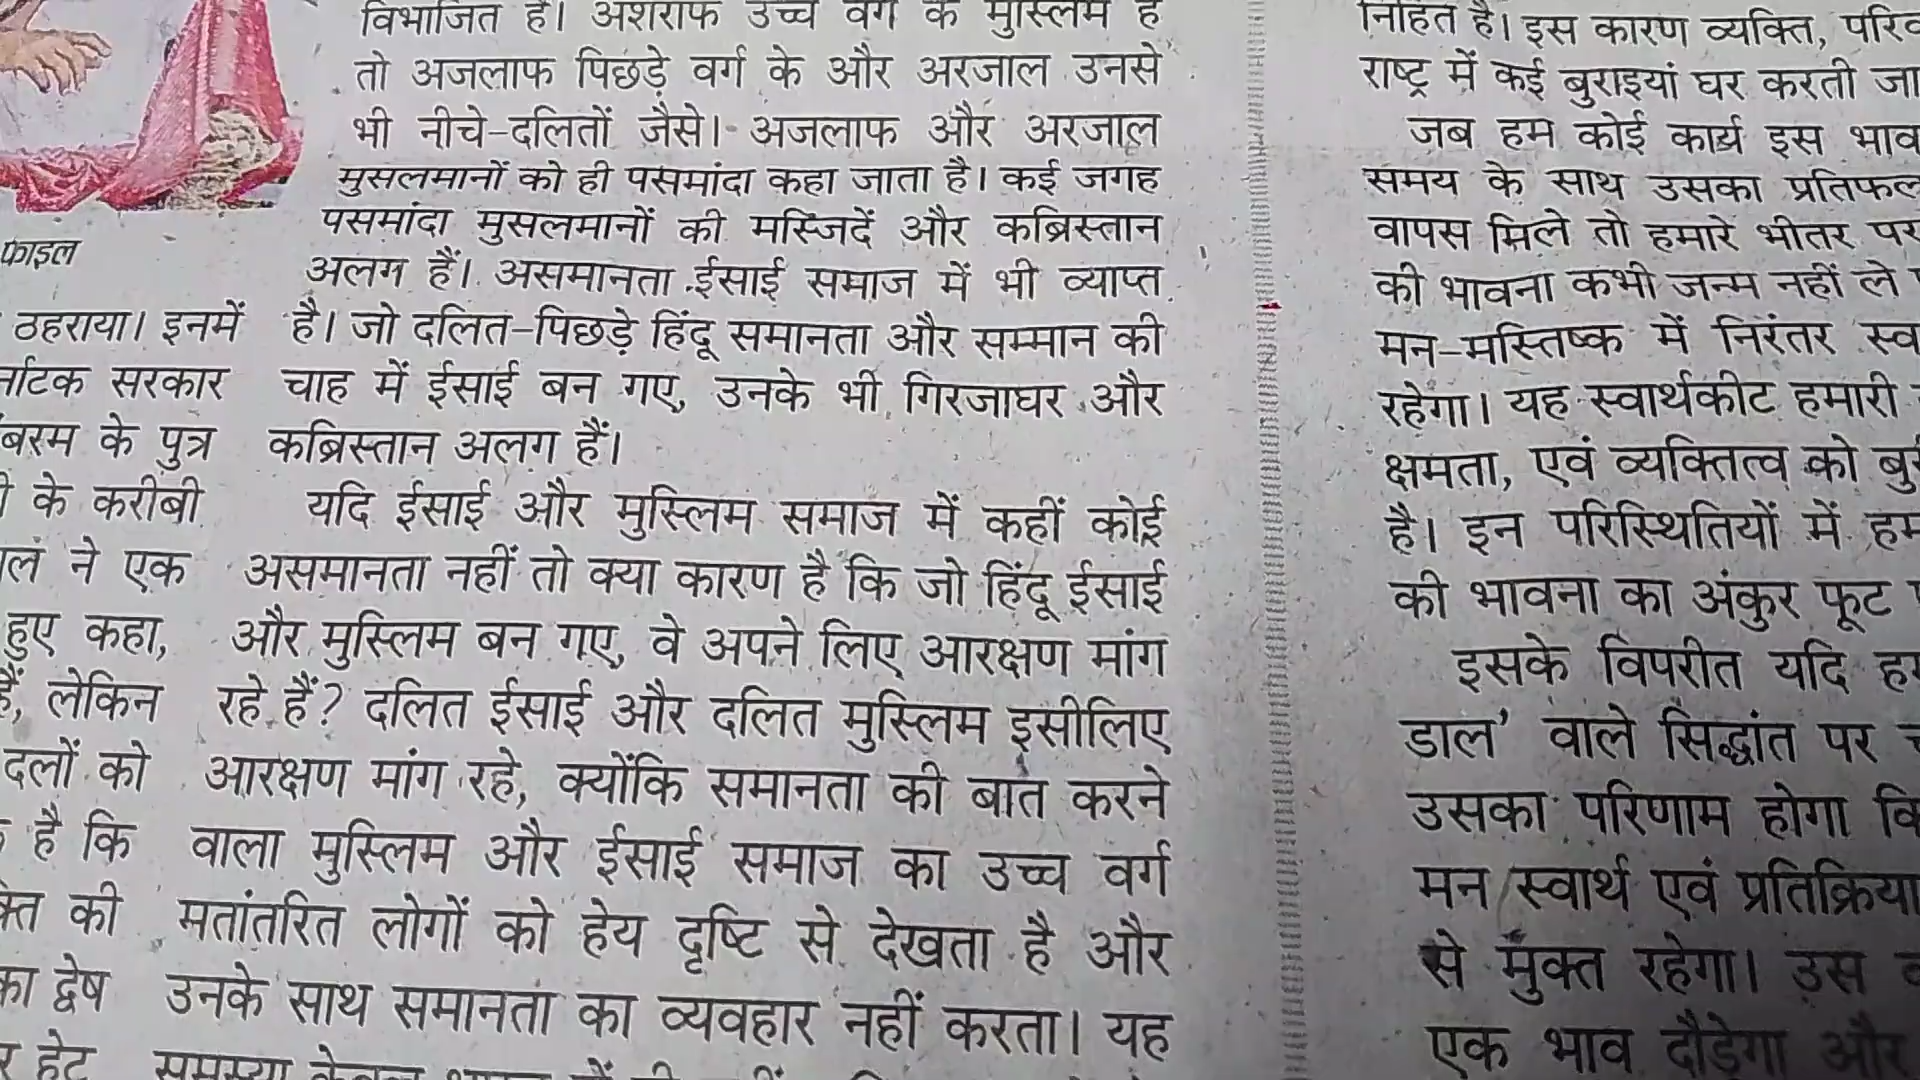 फाइल
ठहराया। इनमें
सरकार
के पुत्र
के करीबी
ने एक
हुए कहा,
लेकिन
दलों को
है कि
की
द्वेष
विभाजित है। अशराफ उच्च वर्ग के मुस्लिम हैं
तो अजलाफ पिछड़े वर्ग के और अरजाल उनसे
भी नीचे-दलितों जैसे। अजलाफ और अरजाल
मुसलमानों को ही पसमांदा कहा जाता है। कई जगह
पसमांदा मुसलमानों की मस्जिदें और कब्रिस्तान
अलग हैं। असमानता ईसाई समाज में भी व्याप्त
है। जो दलित-पिछड़े हिंदू समानता और सम्मान की
चाह में ईसाई बन गए, उनके भी गिरजाघर और
कब्रिस्तान अलग हैं।
यदि ईसाई और मुस्लिम समाज में कहीं कोई
असमानता नहीं तो क्या कारण है कि जो हिंदू ईसाई
और मुस्लिम बन गए, वे अपने लिए आरक्षण मांग
रहे हैं? दलित ईसाई और दलित मुस्लिम इसीलिए
आरक्षण मांग रहे, क्योंकि समानता की बात करने
वाला मुस्लिम और ईसाई समाज का उच्च वर्ग
मतांतरित लोगों को हेय दृष्टि से देखता है और
उनके साथ समानता का व्यवहार नहीं करता। यह
निहित है। इस कारण व्यक्ति,
राष्ट्र में कई बुराइयां घर करती
जब हम कोई कार्य इस
समय के साथ उसका प्रतिफल
वापस मिले तो हमारे भीतर
की भावना कभी जन्म नहीं ले
मन-मस्तिष्क में निरंतर
रहेगा। यह स्वार्थकीट हमारी
क्षमता, एवं व्यक्तित्व को
है। इन परिस्थितियों में
की भावना का अंकुर फूट
इसके विपरीत यदि
डाल' वाले सिद्धांत पर
उसका परिणाम होगा
मन स्वार्थ एवं प्रतिक्रिया
से मुक्त रहेगा। उस
एक भाव दौड़ेगा और